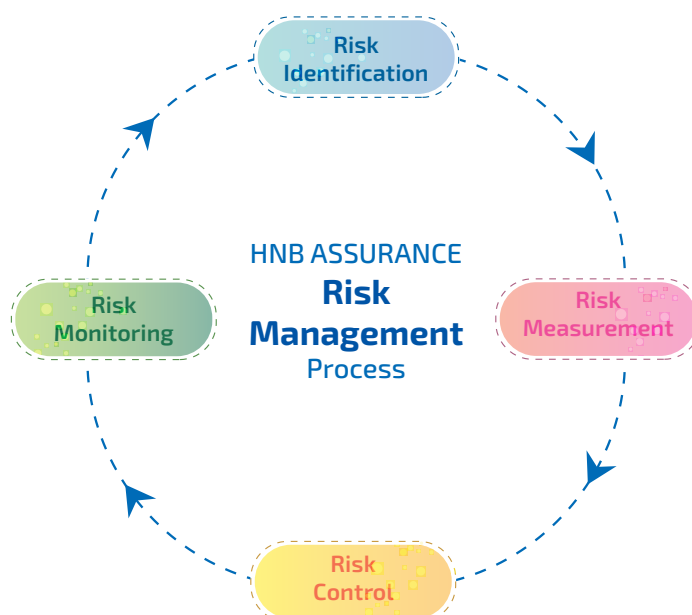 Risk
Identification
HNB ASSURANCE
Risk
Management
Process
Risk
Monitoring
Risk
Measurement
Risk
Control